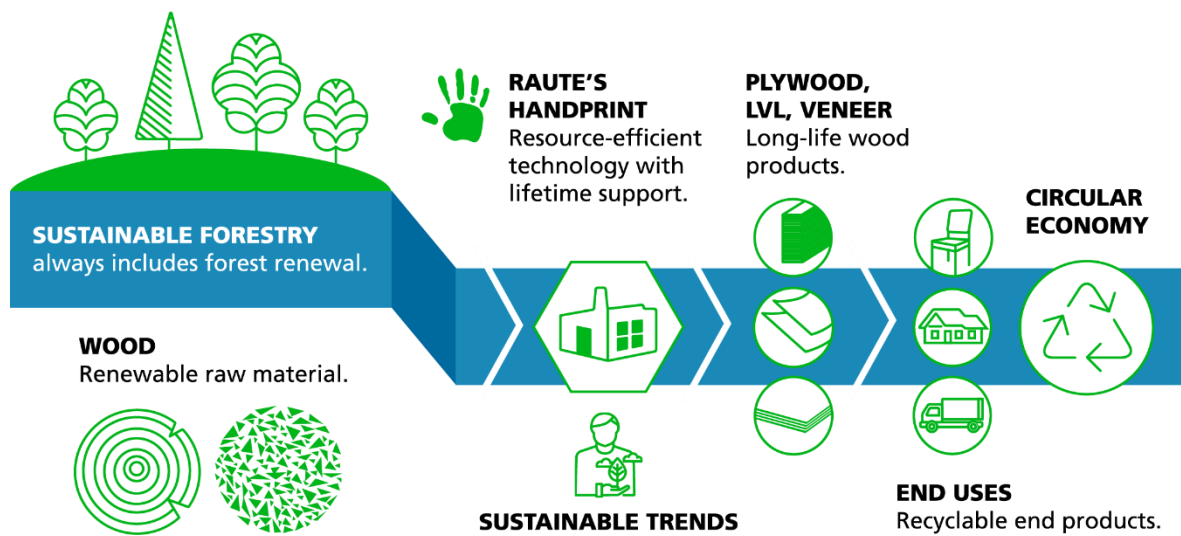 SUSTAINABLE FORESTRY
always includes forest renewal.
WOOD
Renewable raw material.
RAUTE'S
HANDPRINT
Resource-efficient
technology with
lifetime support.
SUSTAINABLE TRENDS
PLYWOOD,
LVL, VENEER
Long-life wood
products.
END USES
Recyclable end products.
CIRCULAR
ECONOMY